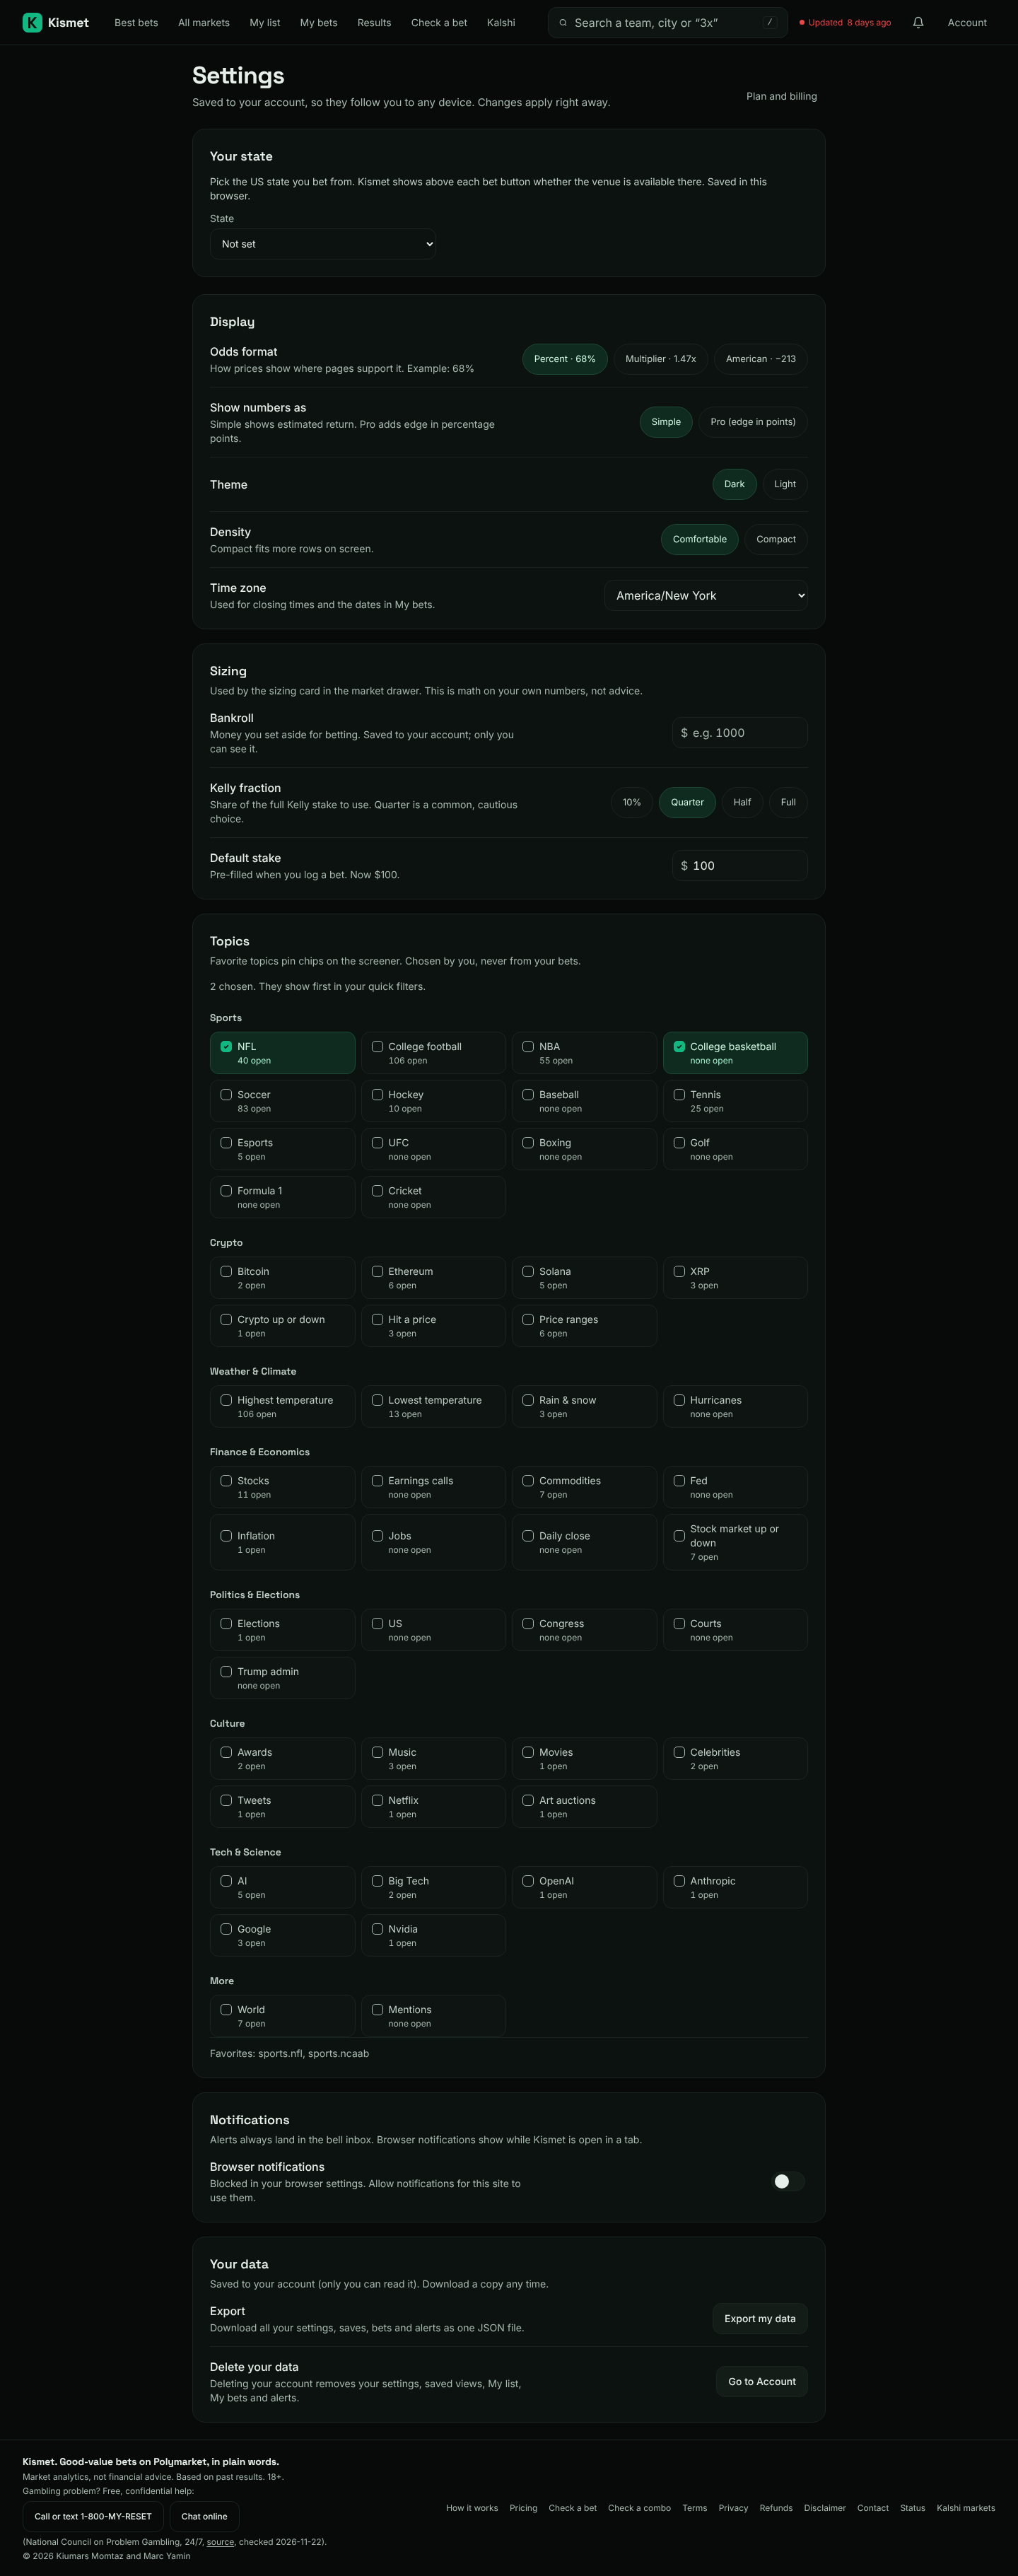 Kismet
Best bets
All markets
My list
My bets
Results
Check a bet
Kalshi
Search a team, city or “3x”
/
Updated 8 days ago
Account
Settings
Saved to your account, so they follow you to any device. Changes apply right away.
Plan and billing
Your state
Pick the US state you bet from. Kismet shows above each bet button whether the venue is available there. Saved in this
browser.
State
Not set
Display
Odds format
How prices show where pages support it. Example: 68%
Percent · 68%
Multiplier · 1.47x
American · −213
Show numbers as
Simple shows estimated return. Pro adds edge in percentage
points.
Simple
Pro (edge in points)
Theme
Dark
Light
Density
Compact fits more rows on screen.
Comfortable
Compact
Time zone
Used for closing times and the dates in My bets.
America/New York
Sizing
Used by the sizing card in the market drawer. This is math on your own numbers, not advice.
Bankroll
Money you set aside for betting. Saved to your account; only you
can see it.
$ e.g. 1000
Kelly fraction
Share of the full Kelly stake to use. Quarter is a common, cautious
choice.
10%
Quarter
Half
Full
Default stake
Pre-filled when you log a bet. Now $100.
$ 100
Topics
Favorite topics pin chips on the screener. Chosen by you, never from your bets.
2 chosen. They show first in your quick filters.
Sports
NFL
40 open
College football
106 open
NBA
55 open
College basketball
none open
Soccer
83 open
Hockey
10 open
Baseball
none open
Tennis
25 open
Esports
5 open
UFC
none open
Boxing
none open
Golf
none open
Formula 1
none open
Cricket
none open
Crypto
Bitcoin
2 open
Ethereum
6 open
Solana
5 open
XRP
3 open
Crypto up or down
1 open
Hit a price
3 open
Price ranges
6 open
Weather & Climate
Highest temperature
106 open
Lowest temperature
13 open
Rain & snow
3 open
Hurricanes
none open
Finance & Economics
Stocks
11 open
Earnings calls
none open
Commodities
7 open
Fed
none open
Inflation
1 open
Jobs
none open
Daily close
none open
Stock market up or
down
7 open
Politics & Elections
Elections
1 open
US
none open
Congress
none open
Courts
none open
Trump admin
none open
Culture
Awards
2 open
Music
3 open
Movies
1 open
Celebrities
2 open
Tweets
1 open
Netflix
1 open
Art auctions
1 open
Tech & Science
AI
5 open
Big Tech
2 open
OpenAI
1 open
Anthropic
1 open
Google
3 open
Nvidia
1 open
More
World
7 open
Mentions
none open
Favorites: sports.nfl, sports.ncaab
Notifications
Alerts always land in the bell inbox. Browser notifications show while Kismet is open in a tab.
Browser notifications
Blocked in your browser settings. Allow notifications for this site to
use them.
Your data
Saved to your account (only you can read it). Download a copy any time.
Export
Download all your settings, saves, bets and alerts as one JSON file.
Export my data
Delete your data
Deleting your account removes your settings, saved views, My list,
My bets and alerts.
Go to Account
Kismet. Good-value bets on Polymarket, in plain words.
Market analytics, not financial advice. Based on past results. 18+.
Gambling problem? Free, confidential help:
Call or text 1-800-MY-RESET
Chat online
(National Council on Problem Gambling, 24/7, source, checked 2026-11-22).
© 2026 Kiumars Momtaz and Marc Yamin
How it works
Pricing
Check a bet
Check a combo
Terms
Privacy
Refunds
Disclaimer
Contact
Status
Kalshi markets